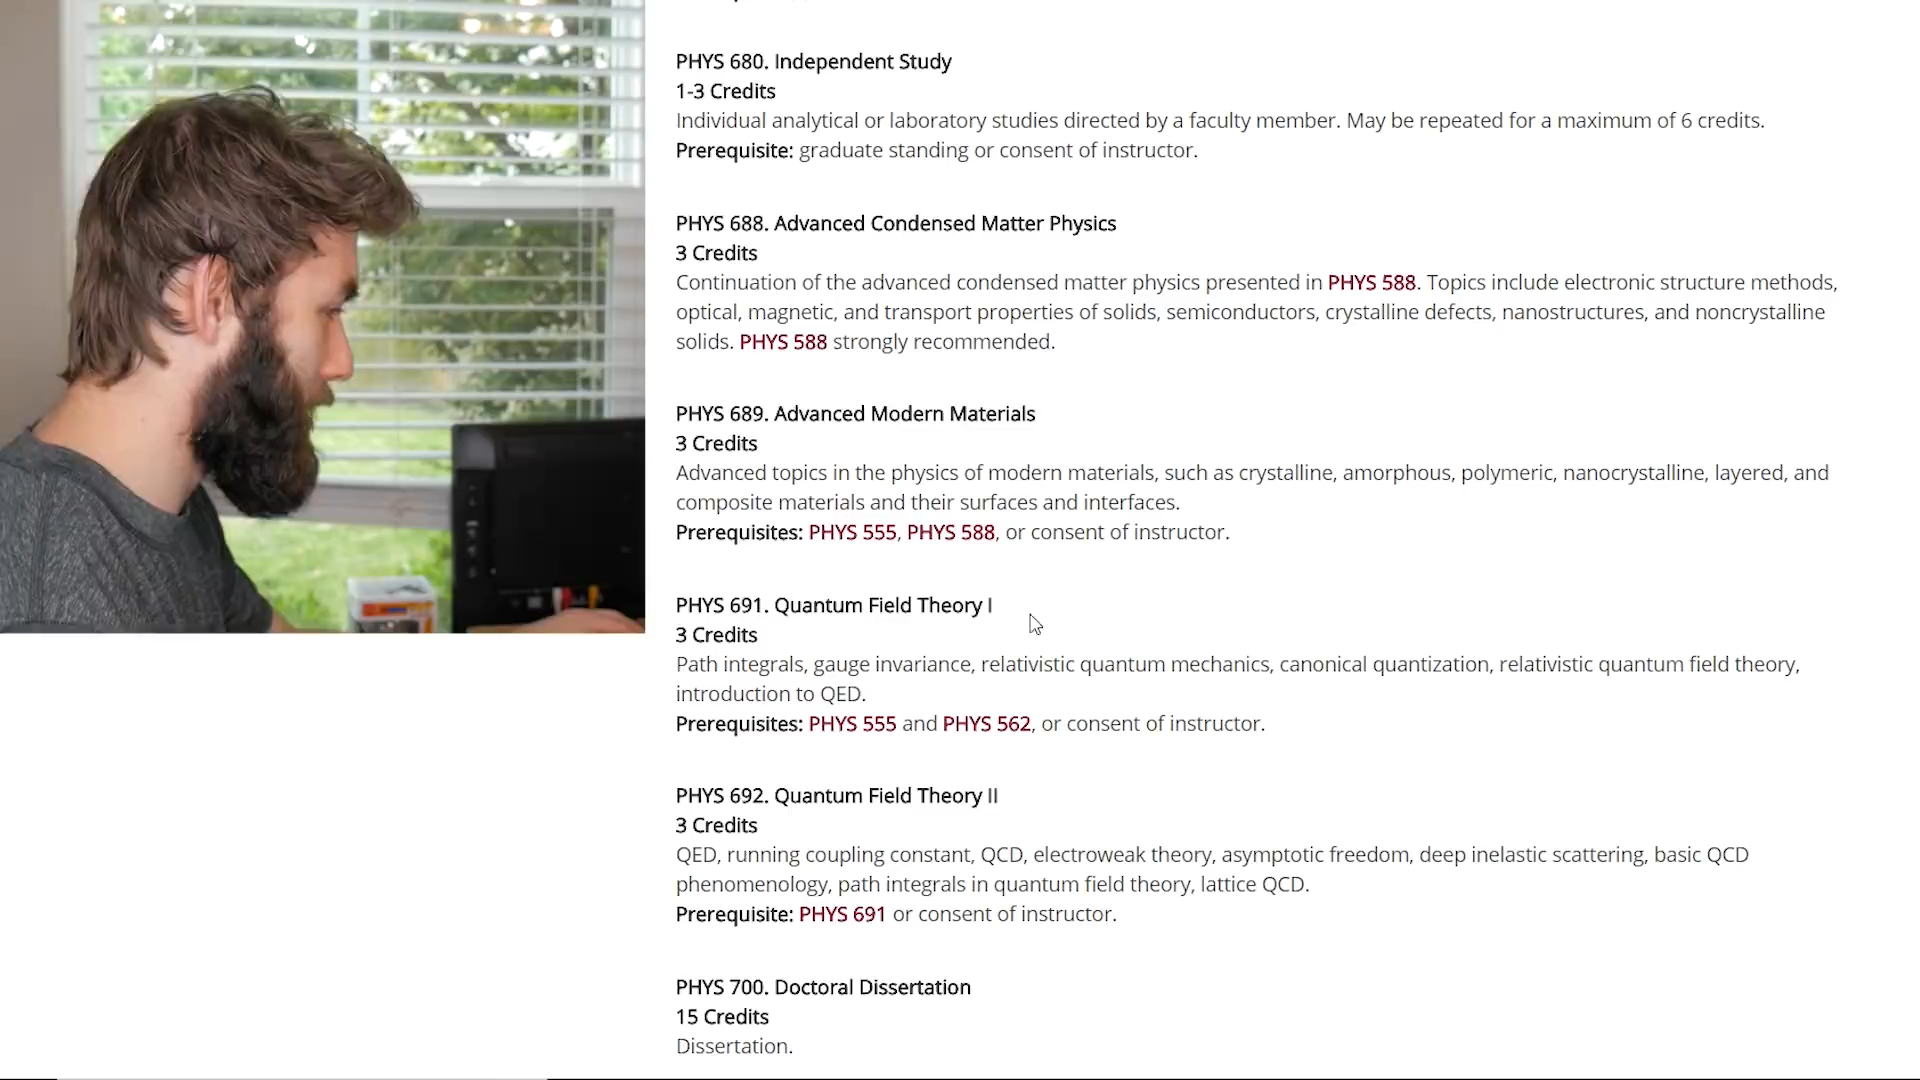 PHYS 680. Independent Study
1-3 Credits
Individual analytical or laboratory studies directed by a faculty member. May be repeated for a maximum of 6 credits.
Prerequisite: graduate standing or consent of instructor.
PHYS 688. Advanced Condensed Matter Physics
3 Credits
Continuation of the advanced condensed matter physics presented in PHYS 588. Topics include electronic structure methods,
optical, magnetic, and transport properties of solids, semiconductors, crystalline defects, nanostructures, and noncrystalline
solids. PHYS 588 strongly recommended.
PHYS 689. Advanced Modern Materials
3 Credits
Advanced topics in the physics of modern materials, such as crystalline, amorphous, polymeric, nanocrystalline, layered, and
composite materials and their surfaces and interfaces.
Prerequisites: PHYS 555, PHYS 588, or consent of instructor.
PHYS 691. Quantum Field Theory I
3 Credits
Path integrals, gauge invariance, relativistic quantum mechanics, canonical quantization, relativistic quantum field theory,
introduction to QED.
Prerequisites: PHYS 555 and PHYS 562, or consent of instructor.
PHYS 692. Quantum Field Theory II
3 Credits
QED, running coupling constant, QCD, electroweak theory, asymptotic freedom, deep inelastic scattering, basic QCD
phenomenology, path integrals in quantum field theory, lattice QCD.
Prerequisite: PHYS 691 or consent of instructor.
PHYS 700. Doctoral Dissertation
15 Credits
Dissertation.